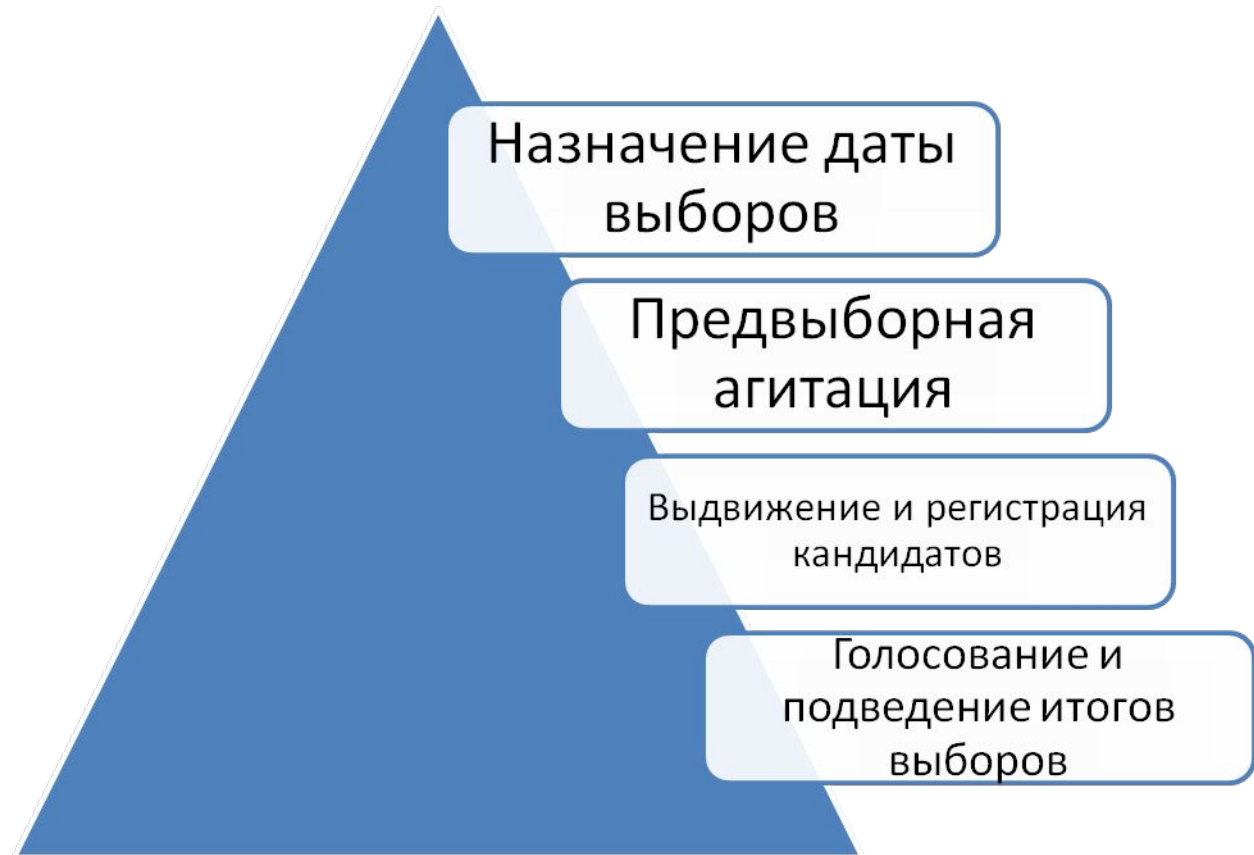 Назначение даты
выборов
Предвыборная
агитация
Выдвижение и регистрация
кандидатов
Голосование и
подведение итогов
выборов